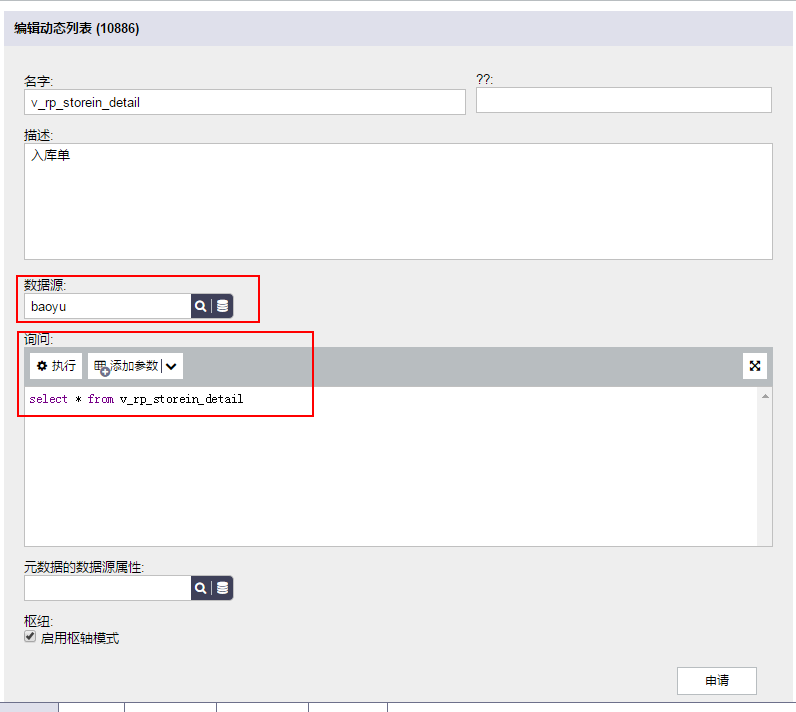 编辑动态列表 (10886)
名字:
??:
v_rp_storein_detail
描述:
入库单
数据源:
baoyu
询问:
执行 添加参数
select * from v_rp_storein_detail
元数据的数据源属性:
枢纽:
启用枢轴模式
申请